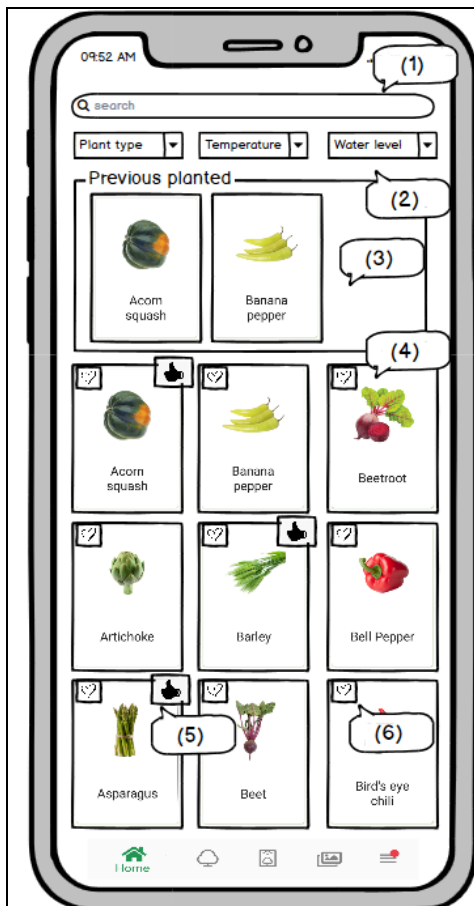 09:52 AM
(1)
search
Plant type
Temperature
Water level
(2)
Previous planted
(3)
Acorn
squash
Banana
pepper
(4)
Acorn
squash
Banana
pepper
Beetroot
Artichoke
Barley
Bell Pepper
(5)
(6)
Asparagus
Beet
Bird's eye
chili
Home